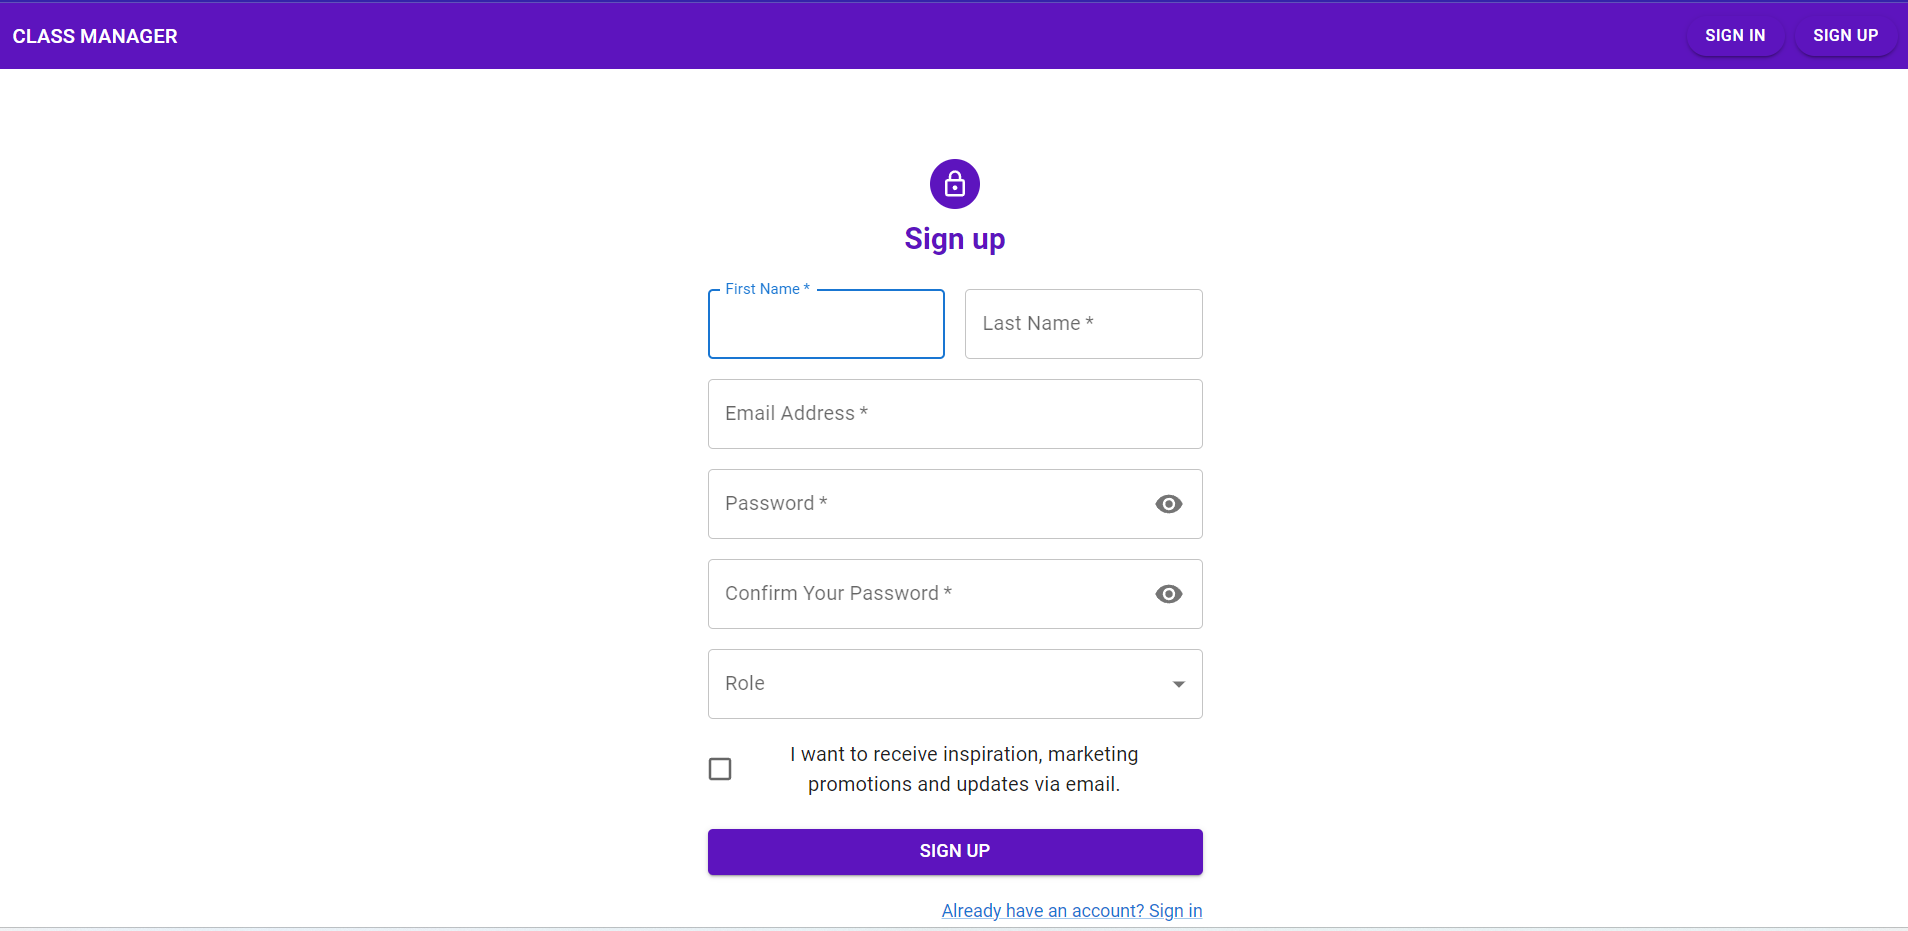 CLASS MANAGER
SIGN IN
SIGN UP
Sign up
First Name *
Last Name *
Email Address *
Password *
Confirm Your Password *
Role
I want to receive inspiration, marketing
promotions and updates via email.
SIGN UP
Already have an account? Sign in